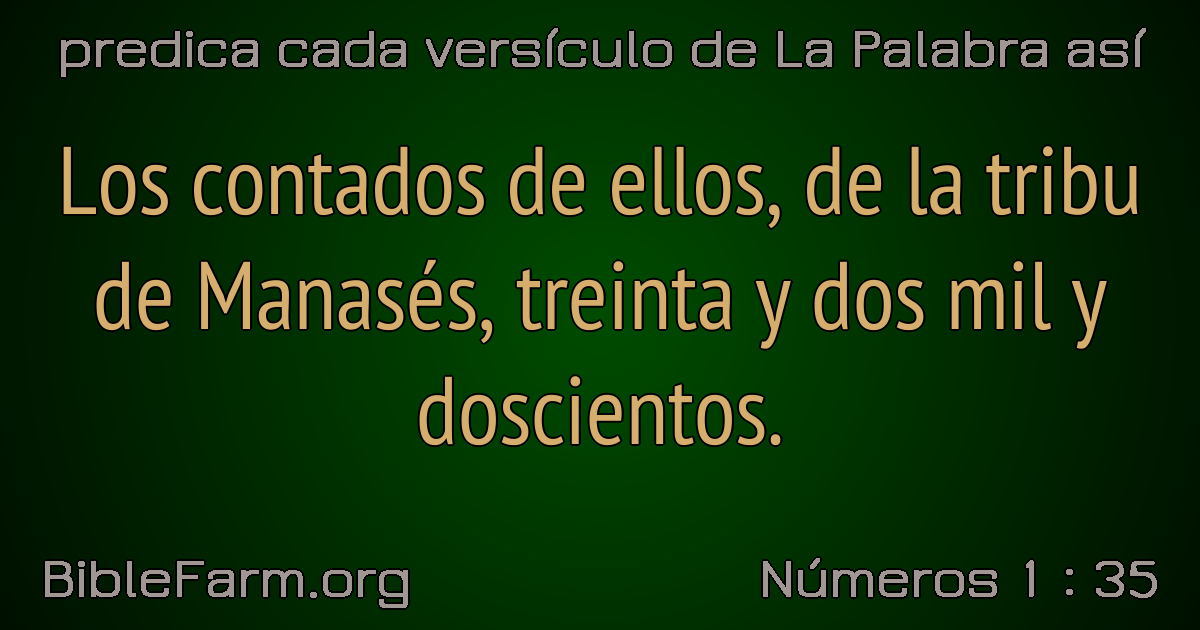 predica cada versículo de La Palabra así
Los contados de ellos, de la tribu
de Manasés, treinta y dos mil y
doscientos.
BibleFarm.org
Números 1 : 35